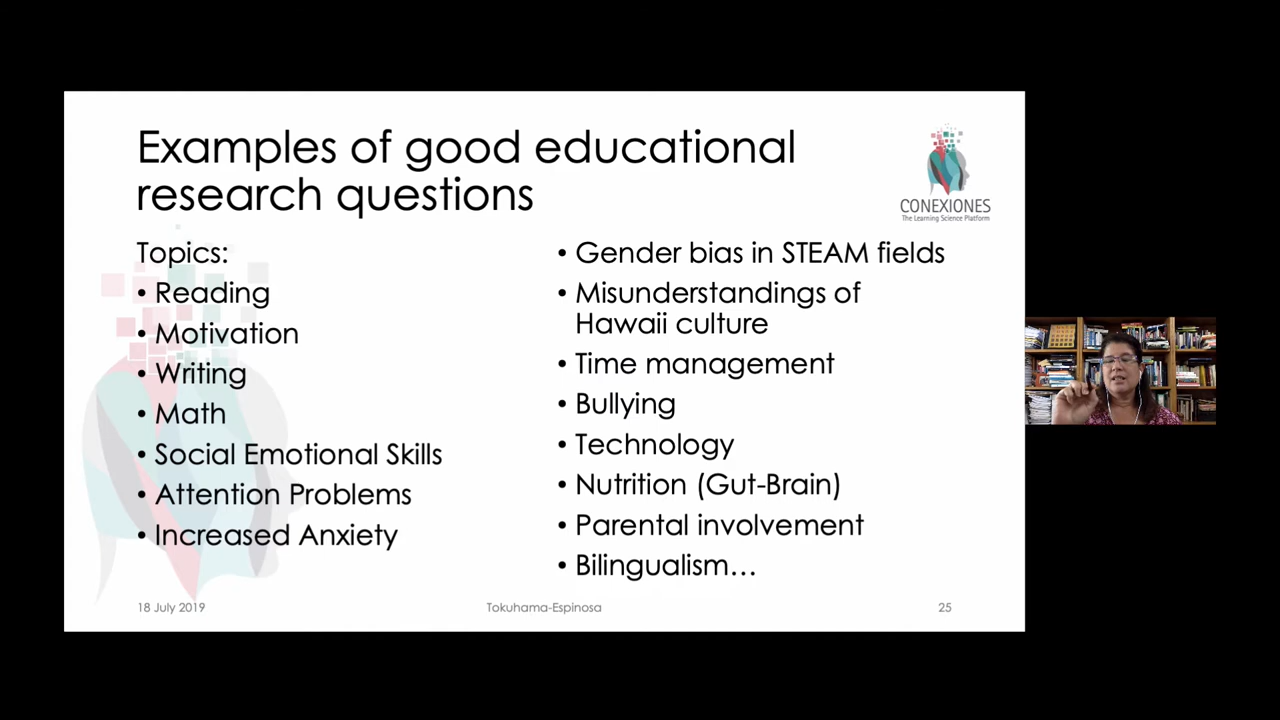 Examples of good educational
research questions
CONEXIONES
The Learning Science Platform
Topics:
• Reading
• Motivation
• Writing
• Math
• Social Emotional Skills
• Attention Problems
• Increased Anxiety
• Gender bias in STEAM fields
• Misunderstandings of
Hawaii culture
• Time management
• Bullying
• Technology
• Nutrition (Gut-Brain)
• Parental involvement
• Bilingualism…
18 July 2019
Tokuhama-Espinosa
25